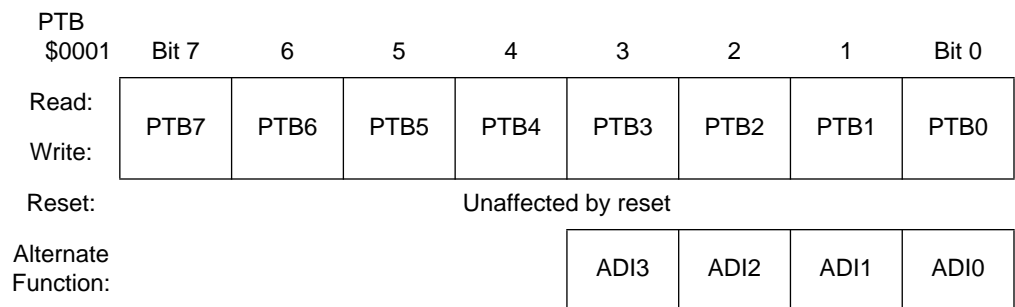 PTB
$0001 Bit 7 6 5 4 3 2 1 Bit 0
Read:
PTB7 PTB6 PTB5 PTB4 PTB3 PTB2 PTB1 PTB0
Write:
Reset: Unaffected by reset
Alternate
Function: ADI3 ADI2 ADI1 ADI0